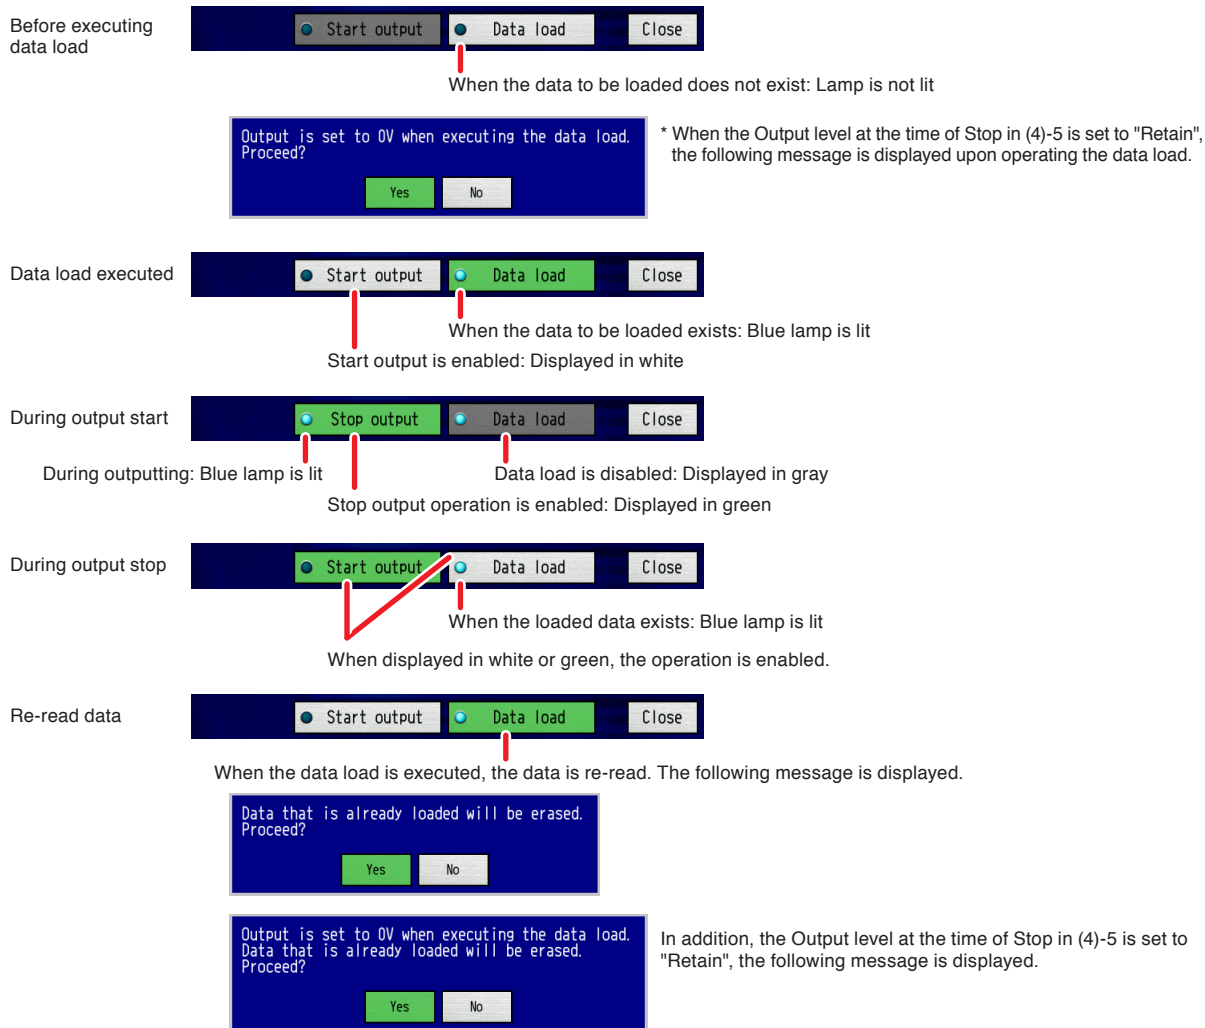 Before executing
data load
Start output
Data load
Close
When the data to be loaded does not exist: Lamp is not lit
Output is set to 0V when executing the data load.
Proceed?
Yes
No
* When the Output level at the time of Stop in (4)-5 is set to "Retain",
the following message is displayed upon operating the data load.
Data load executed
Start output
Data load
Close
When the data to be loaded exists: Blue lamp is lit
Start output is enabled: Displayed in white
During output start
Stop output
Data load
Close
During outputting: Blue lamp is lit
Data load is disabled: Displayed in gray
Stop output operation is enabled: Displayed in green
During output stop
Start output
Data load
Close
When the loaded data exists: Blue lamp is lit
When displayed in white or green, the operation is enabled.
Re-read data
Start output
Data load
Close
When the data load is executed, the data is re-read. The following message is displayed.
Data that is already loaded will be erased.
Proceed?
Yes
No
Output is set to 0V when executing the data load.
Data that is already loaded will be erased.
Proceed?
Yes
No
In addition, the Output level at the time of Stop in (4)-5 is set to
"Retain", the following message is displayed.